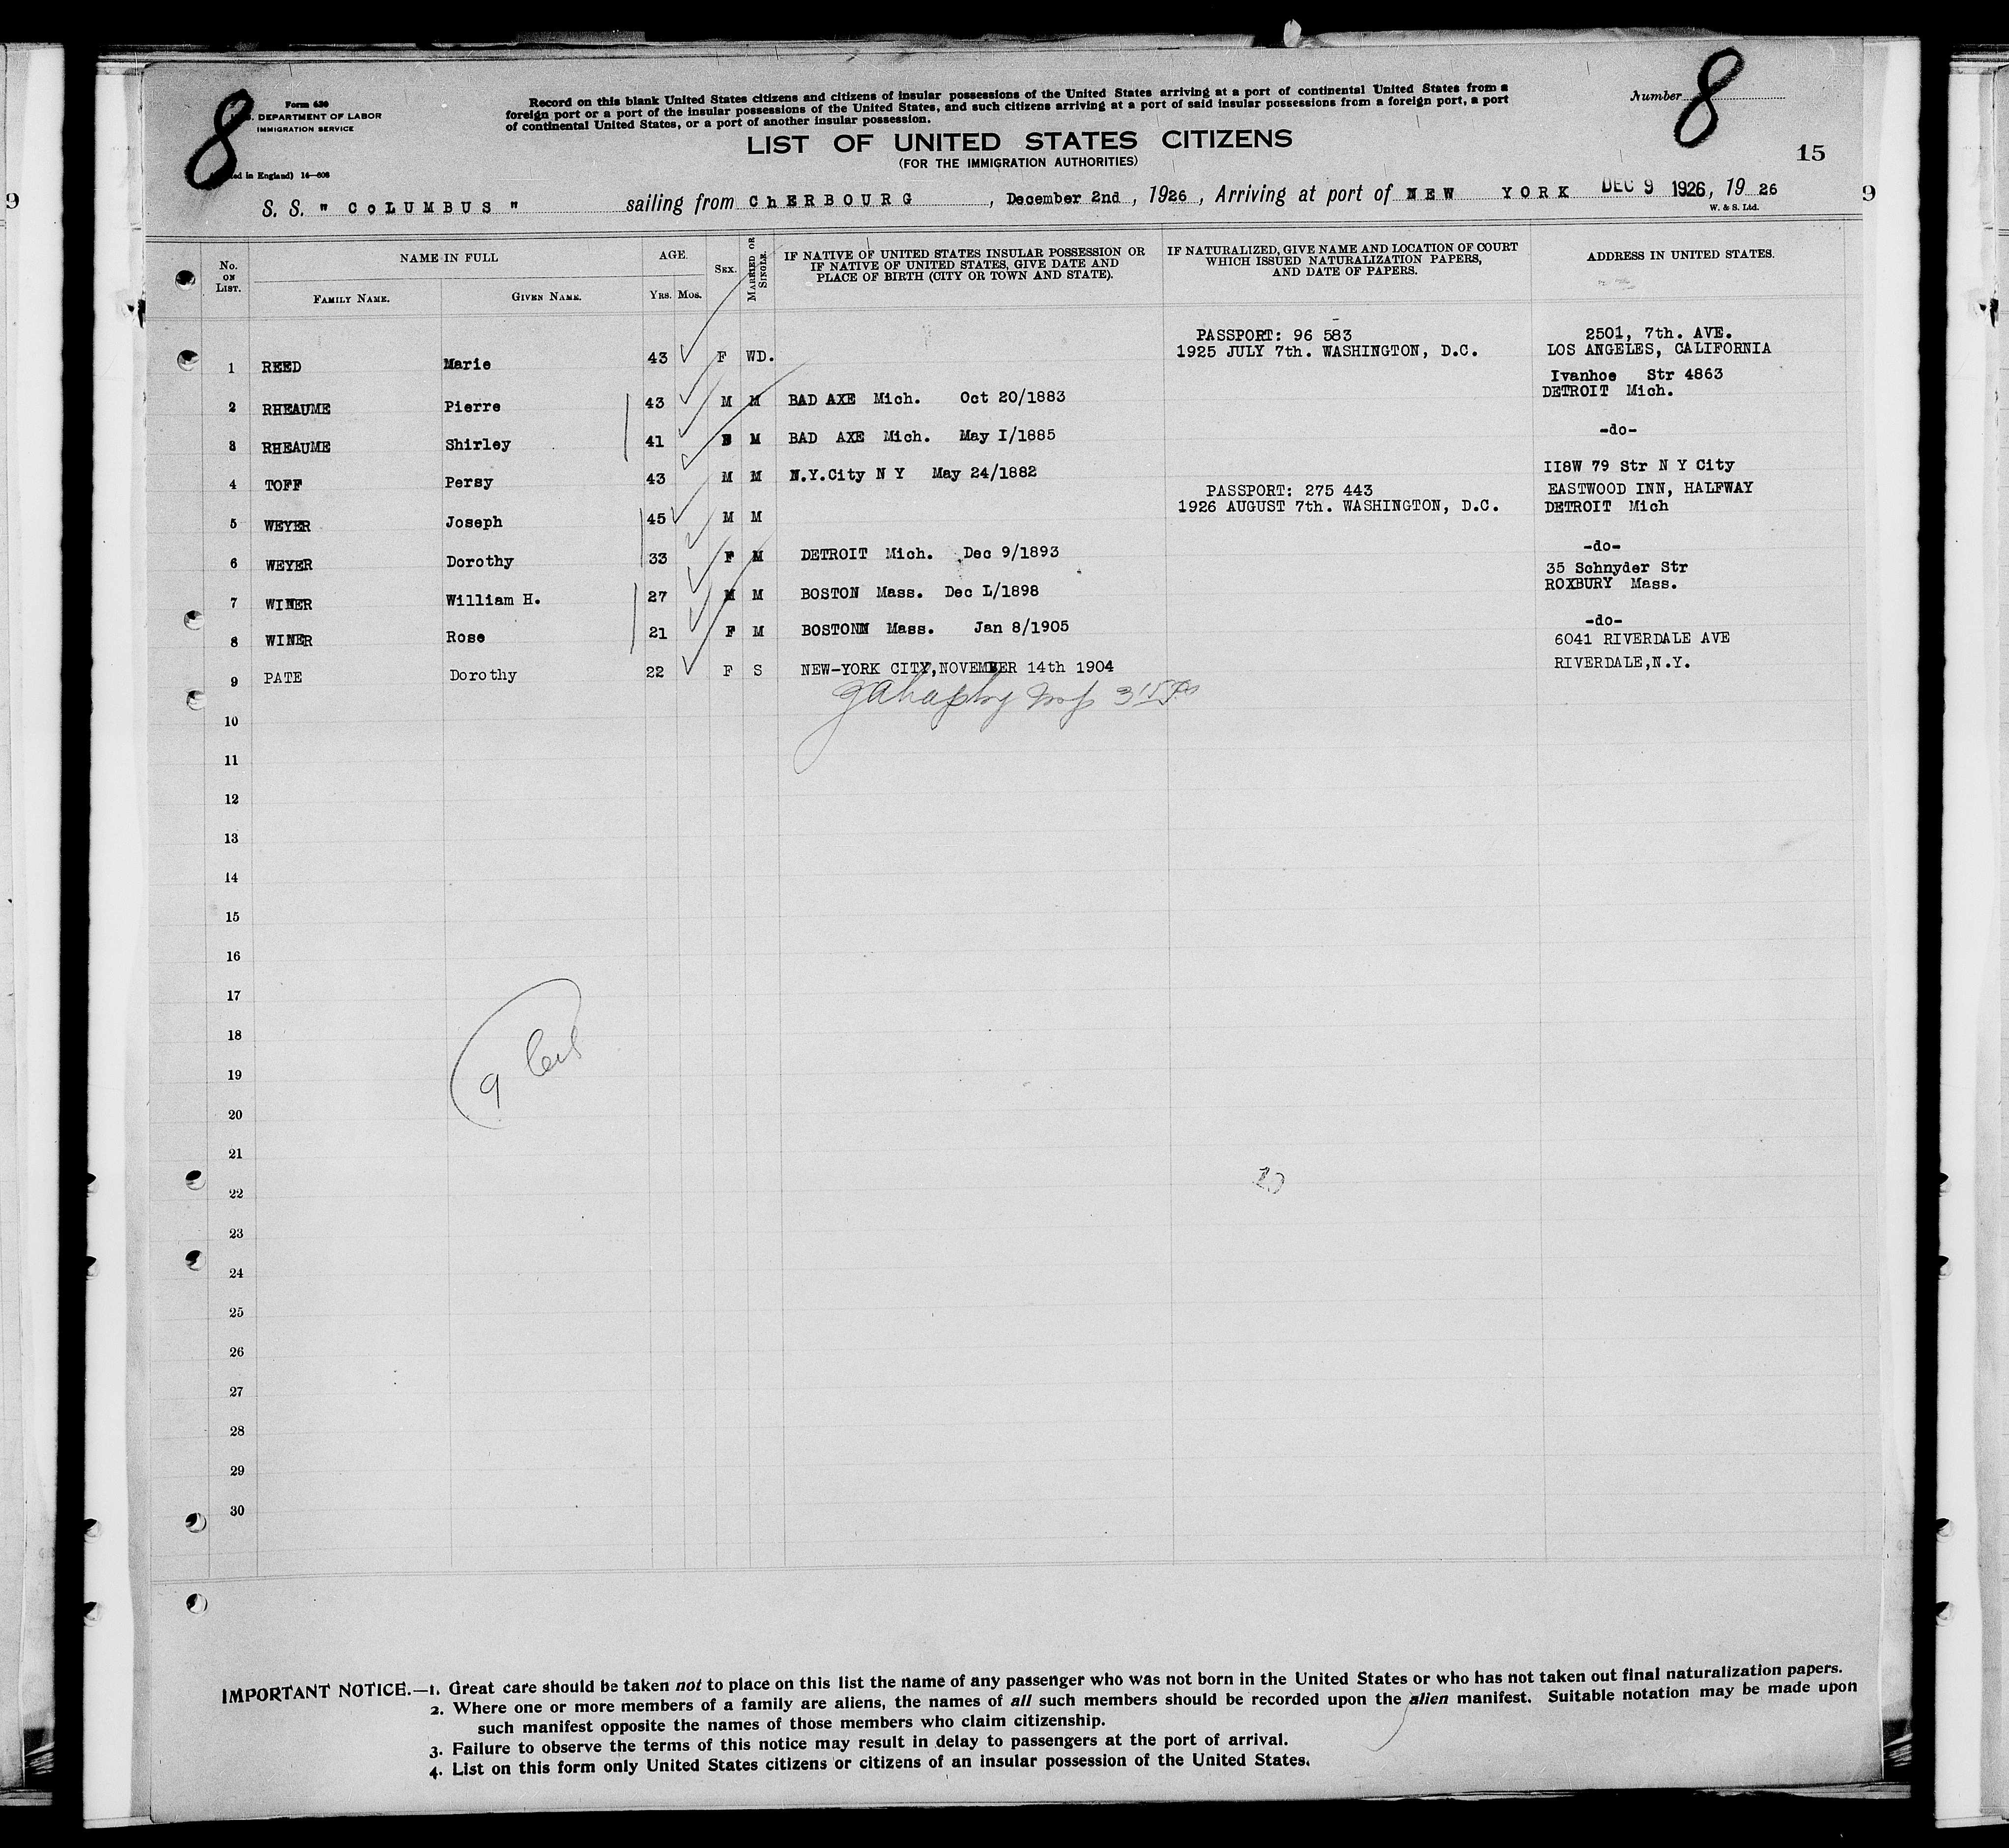 8
8
Form 630
. DEPARTMENT OF LABOR
IMMIGRATION SERVICE
ed in England) 14—608
Record on this blank United States citizens and citizens of insular possessions of the United States arriving at a port of continental United States from a
foreign port or a port of the insular possessions of the United States, and such citizens arriving at a port of said insular possessions from a foreign port, a port
of continental United States, or a port of another insular possession.
Number
LIST OF UNITED STATES CITIZENS
(FOR THE IMMIGRATION AUTHORITIES)
15
9
9
S. S. " CoLUMBUS " sailing from ChERBOURG, December 2nd, 1926, Arriving at port of NEW YORK DEC 9 1926, 19 26
W. & S. Ltd.
No. ON LIST.
NAME IN FULL
FAMILY NAME.
GIVEN NAME.
AGE.
YRS. MOS.
SEX.
MARRIED OR SINGLE.
IF NATIVE OF UNITED STATES INSULAR POSSESSION OR
IF NATIVE OF UNITED STATES, GIVE DATE AND
PLACE OF BIRTH (CITY OR TOWN AND STATE).
IF NATURALIZED, GIVE NAME AND LOCATION OF COURT
WHICH ISSUED NATURALIZATION PAPERS,
AND DATE OF PAPERS.
ADDRESS IN UNITED STATES.
PASSPORT: 96 583 2501, 7th. AVE.
1 REED Marie 43 F WD. 1925 JULY 7th. WASHINGTON, D.C. LOS ANGELES, CALIFORNIA
Ivanhoe Str 4863
2 RHEAUME Pierre 43 M M BAD AXE Mich. Oct 20/1883 DETROIT Mich.
3 RHEAUME Shirley 41 M BAD AXE Mich. May I/1885 -do-
4 TOFF Persy 43 M M N.Y.City N Y May 24/1882 II8W 79 Str N Y City
PASSPORT: 275 443 EASTWOOD INN, HALFWAY
5 WEYER Joseph 45 M M 1926 AUGUST 7th. WASHINGTON, D.C. DETROIT Mich
6 WEYER Dorothy 33 F M DETROIT Mich. Dec 9/1893 -do-
35 Schnyder Str
7 WINER William H. 27 M M BOSTON Mass. Dec L/1898 ROXBURY Mass.
8 WINER Rose 21 F M BOSTONN Mass. Jan 8/1905 -do-
6041 RIVERDALE AVE
9 PATE Dorothy 22 F S NEW-YORK CITY,NOVEMBER 14th 1904 RIVERDALE,N.Y.
10
11
12
13
14
15
16
17
18
19
9
20
21
22
23
24
25
26
27
28
29
30
IMPORTANT NOTICE.—1. Great care should be taken not to place on this list the name of any passenger who was not born in the United States or who has not taken out final naturalization papers.
2. Where one or more members of a family are aliens, the names of all such members should be recorded upon the alien manifest. Suitable notation may be made upon
such manifest opposite the names of those members who claim citizenship.
3. Failure to observe the terms of this notice may result in delay to passengers at the port of arrival.
4. List on this form only United States citizens or citizens of an insular possession of the United States.